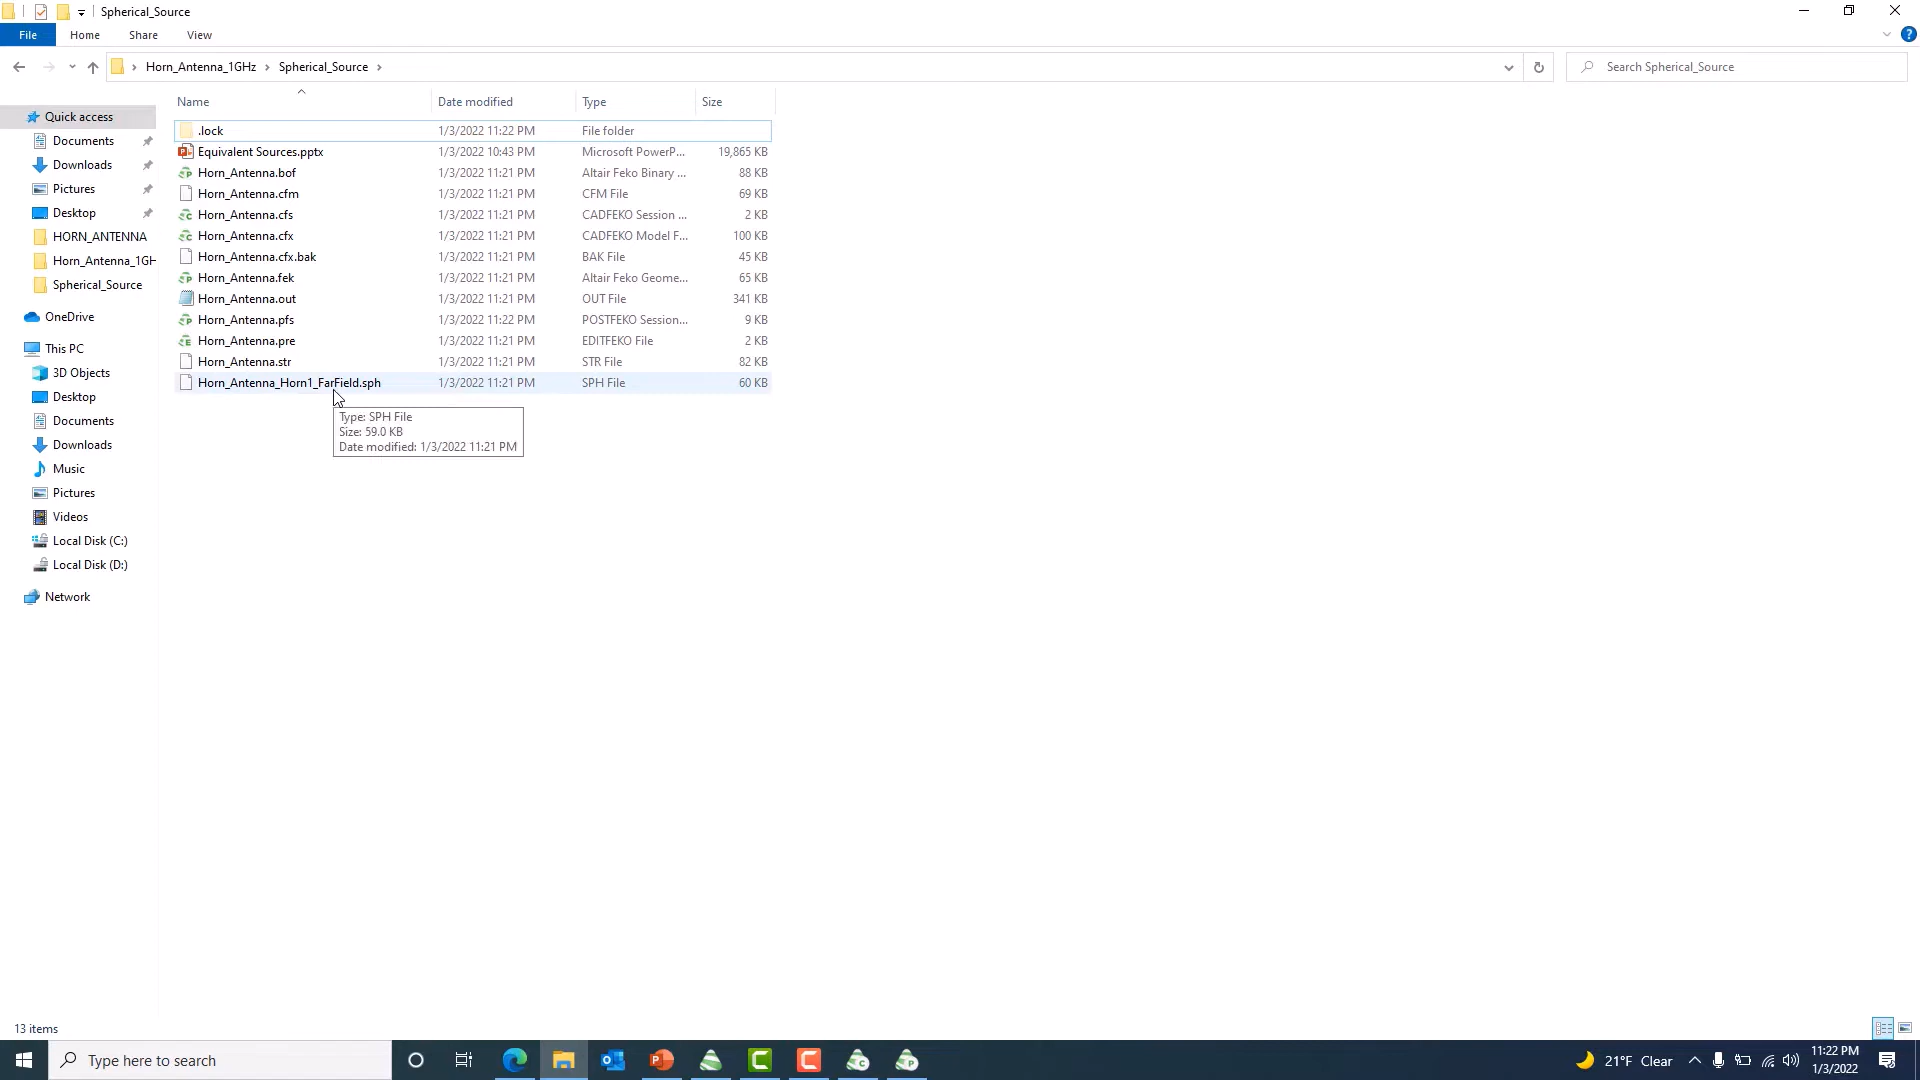 Spherical_Source
File Home Share View
Horn_Antenna_1GHz Spherical_Source
Search Spherical_Source
Name Date modified Type Size
Quick access
Documents
Downloads
Pictures
Desktop
HORN_ANTENNA
Horn_Antenna_1GH
Spherical_Source
OneDrive
This PC
3D Objects
Desktop
Documents
Downloads
Music
Pictures
Videos
Local Disk (C:)
Local Disk (D:)
Network
.lock 1/3/2022 11:22 PM File folder
Equivalent Sources.pptx 1/3/2022 10:43 PM Microsoft PowerP... 19,865 KB
Horn_Antenna.bof 1/3/2022 11:21 PM Altair Feko Binary ... 88 KB
Horn_Antenna.cfm 1/3/2022 11:21 PM CFM File 69 KB
Horn_Antenna.cfs 1/3/2022 11:21 PM CADFEKO Session ... 2 KB
Horn_Antenna.cfx 1/3/2022 11:21 PM CADFEKO Model F... 100 KB
Horn_Antenna.cfx.bak 1/3/2022 11:21 PM BAK File 45 KB
Horn_Antenna.fek 1/3/2022 11:21 PM Altair Feko Geome... 65 KB
Horn_Antenna.out 1/3/2022 11:21 PM OUT File 341 KB
Horn_Antenna.pfs 1/3/2022 11:22 PM POSTFEKO Session... 9 KB
Horn_Antenna.pre 1/3/2022 11:21 PM EDITFEKO File 2 KB
Horn_Antenna.str 1/3/2022 11:21 PM STR File 82 KB
Horn_Antenna_Horn1_FarField.sph 1/3/2022 11:21 PM SPH File 60 KB
Type: SPH File
Size: 59.0 KB
Date modified: 1/3/2022 11:21 PM
13 items
Type here to search
21°F Clear
11:22 PM
1/3/2022